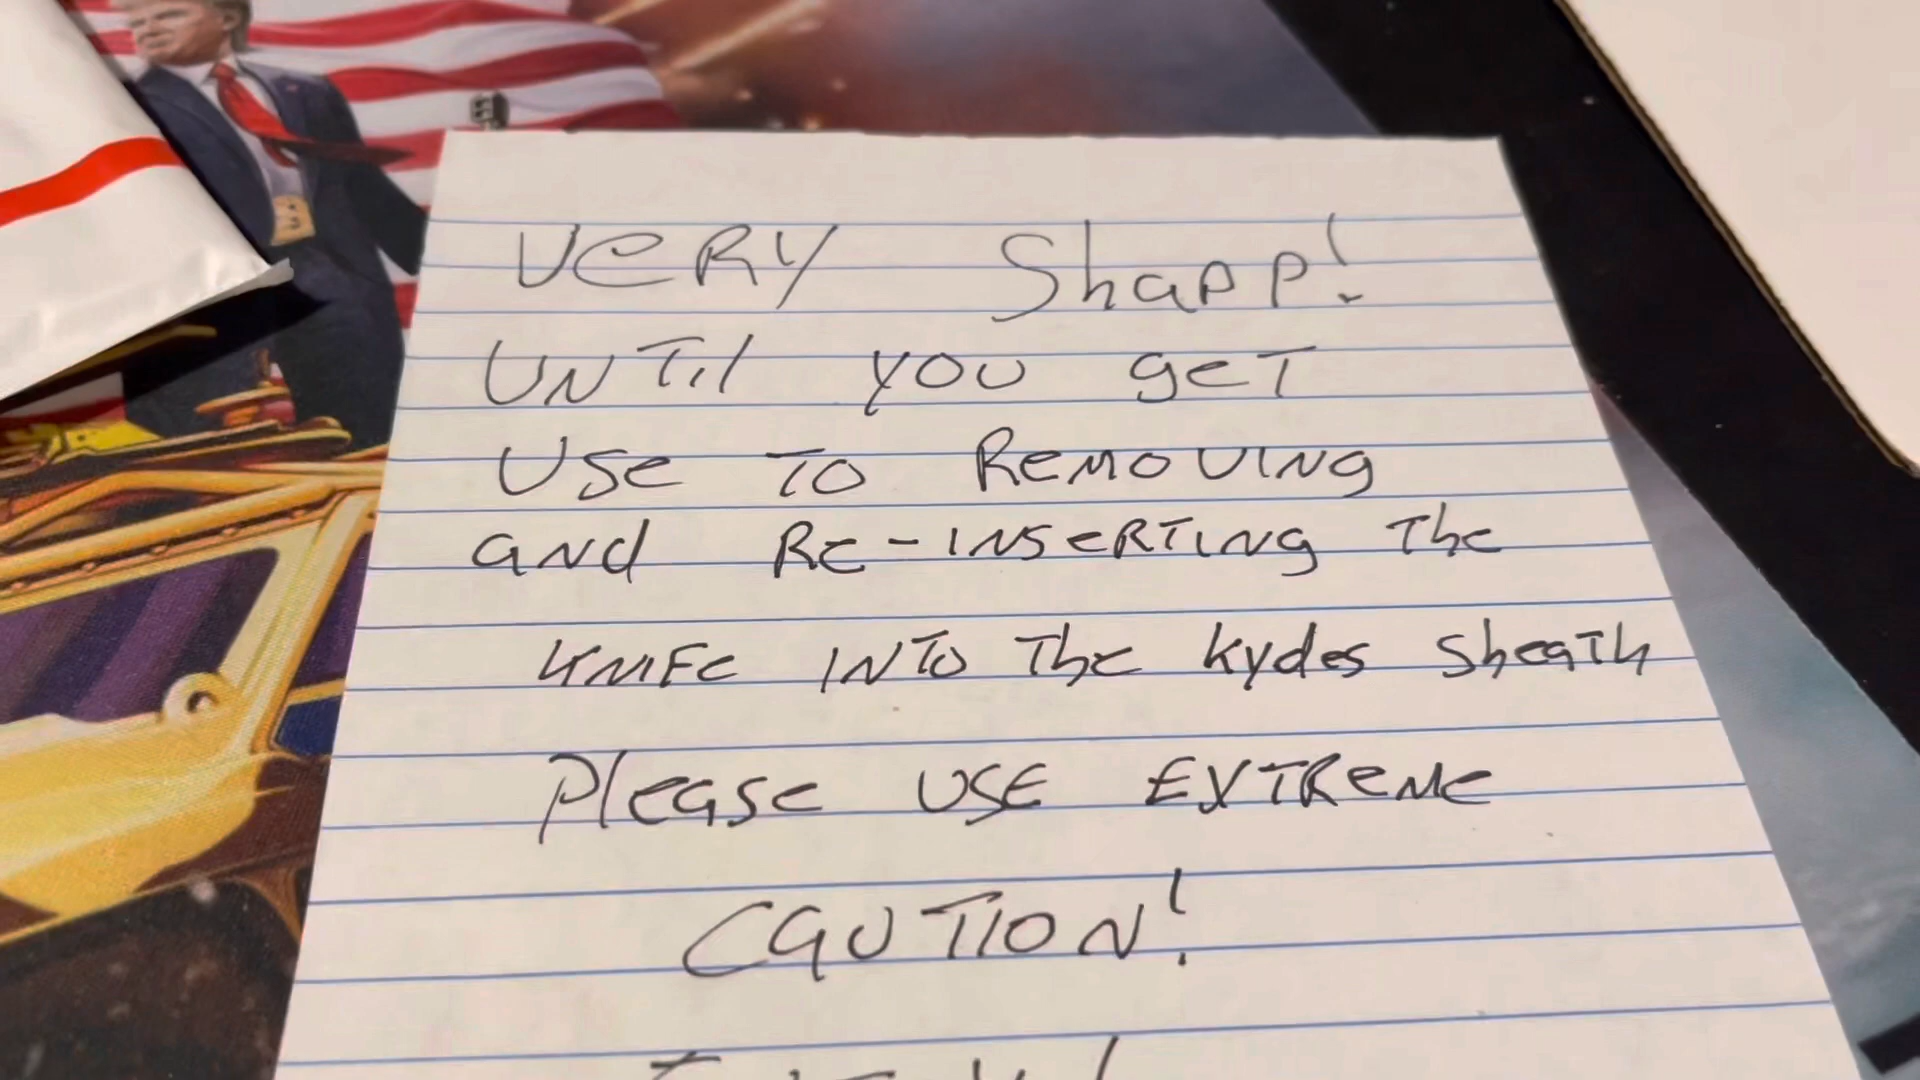 VeRy Shapp!
UNTil you geT
Use TO RemovINg
aNd Re-INSeRTINg The
KNIFe INTO The kydes Sheath
Please USE EXTReme
CaUTION!